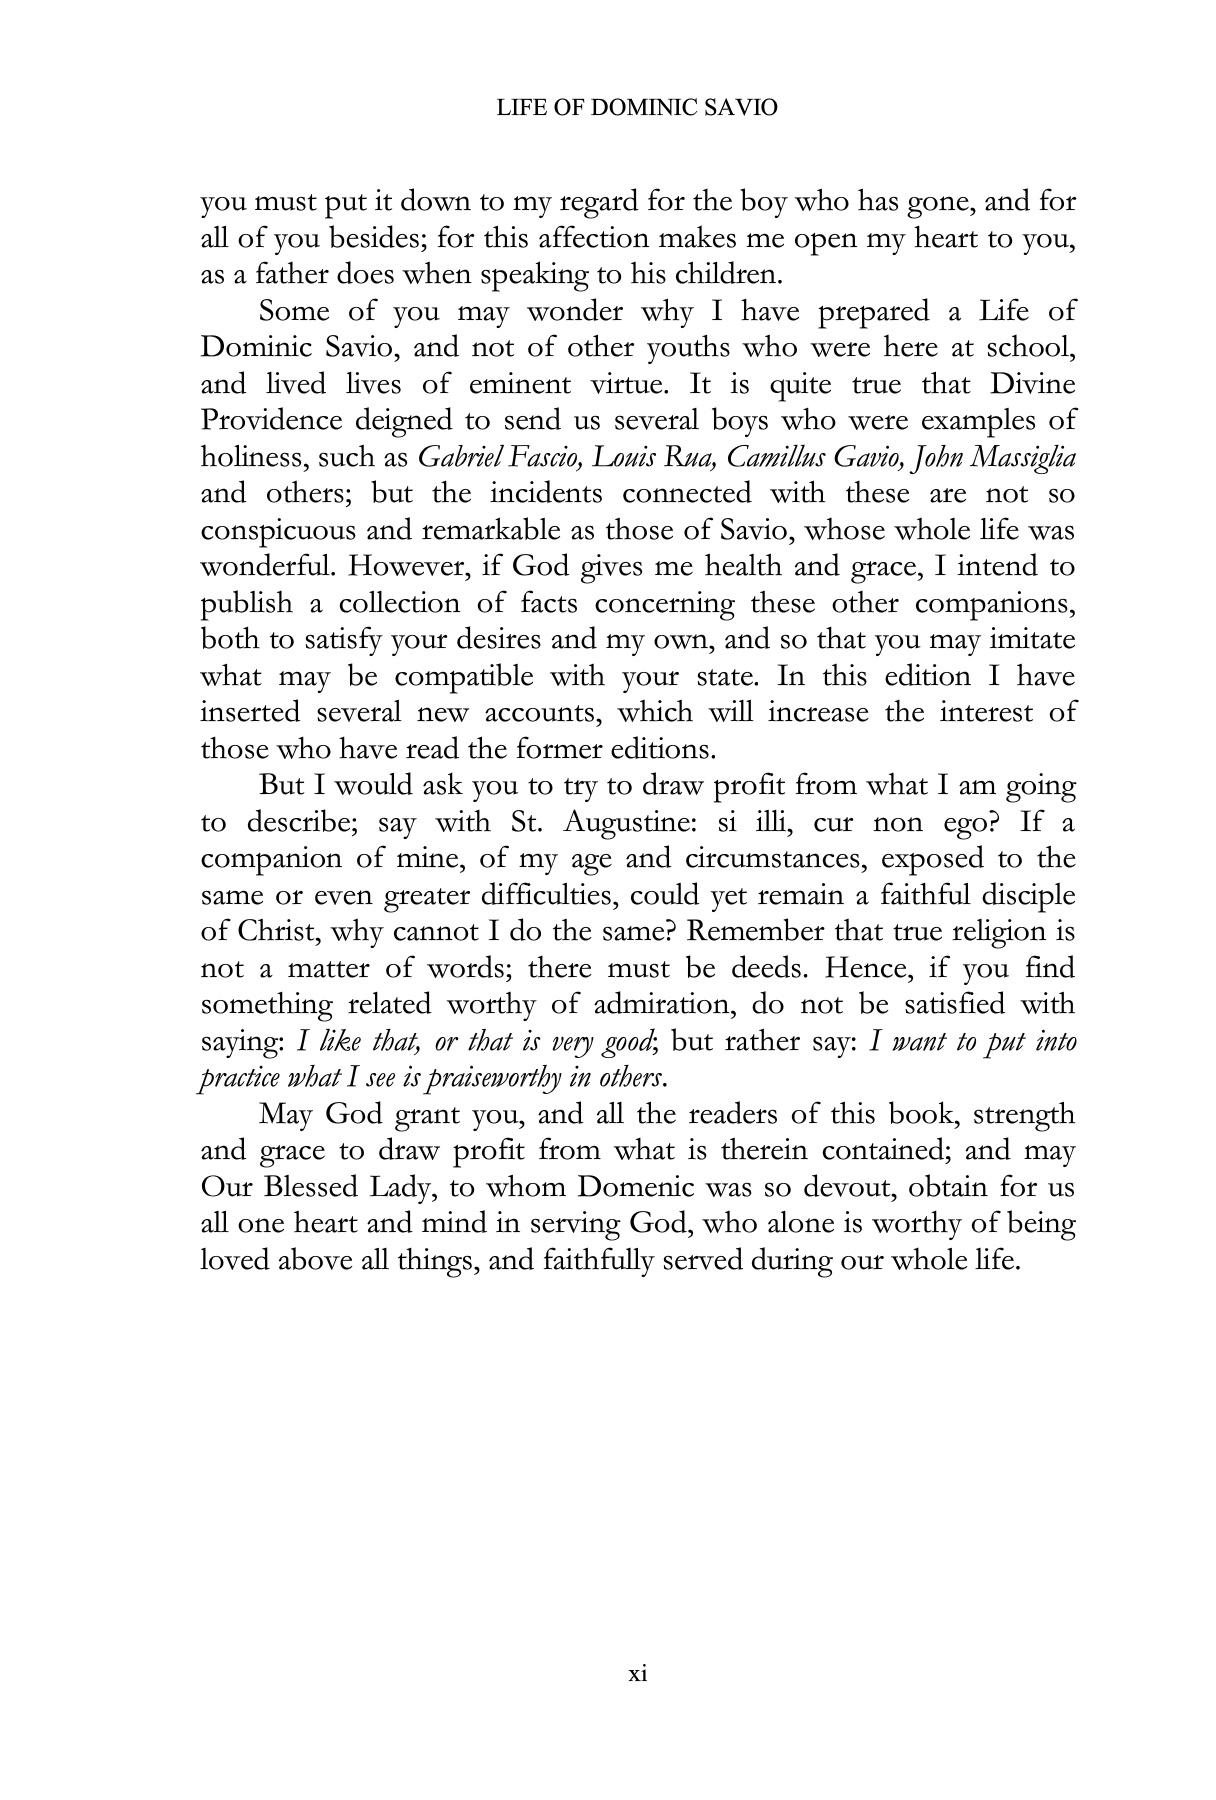 LIFE OF DOMINIC SAVIO
you must put it down to my regard for the boy who has gone, and for
all of you besides; for this affection makes me open my heart to you,
as a father does when speaking to his children.
Some of you may wonder why I have prepared a Life of
Dominic Savio, and not of other youths who were here at school,
and lived lives of eminent virtue. It is quite true that Divine
Providence deigned to send us several boys who were examples of
holiness, such as Gabriel Fascio, Louis Rua, Camillus Gavio, John Massiglia
and others; but the incidents connected with these are not so
conspicuous and remarkable as those of Savio, whose whole life was
wonderful. However, if God gives me health and grace, I intend to
publish a collection of facts concerning these other companions,
both to satisfy your desires and my own, and so that you may imitate
what may be compatible with your state. In this edition I have
inserted several new accounts, which will increase the interest of
those who have read the former editions.
But I would ask you to try to draw profit from what I am going
to describe; say with St. Augustine: si illi, cur non ego? If a
companion of mine, of my age and circumstances, exposed to the
same or even greater difficulties, could yet remain a faithful disciple
of Christ, why cannot I do the same? Remember that true religion is
not a matter of words; there must be deeds. Hence, if you find
something related worthy of admiration, do not be satisfied with
saying: I like that, or that is very good; but rather say: I want to put into
practice what I see is praiseworthy in others.
May God grant you, and all the readers of this book, strength
and grace to draw profit from what is therein contained; and may
Our Blessed Lady, to whom Domenic was so devout, obtain for us
all one heart and mind in serving God, who alone is worthy of being
loved above all things, and faithfully served during our whole life.
xi